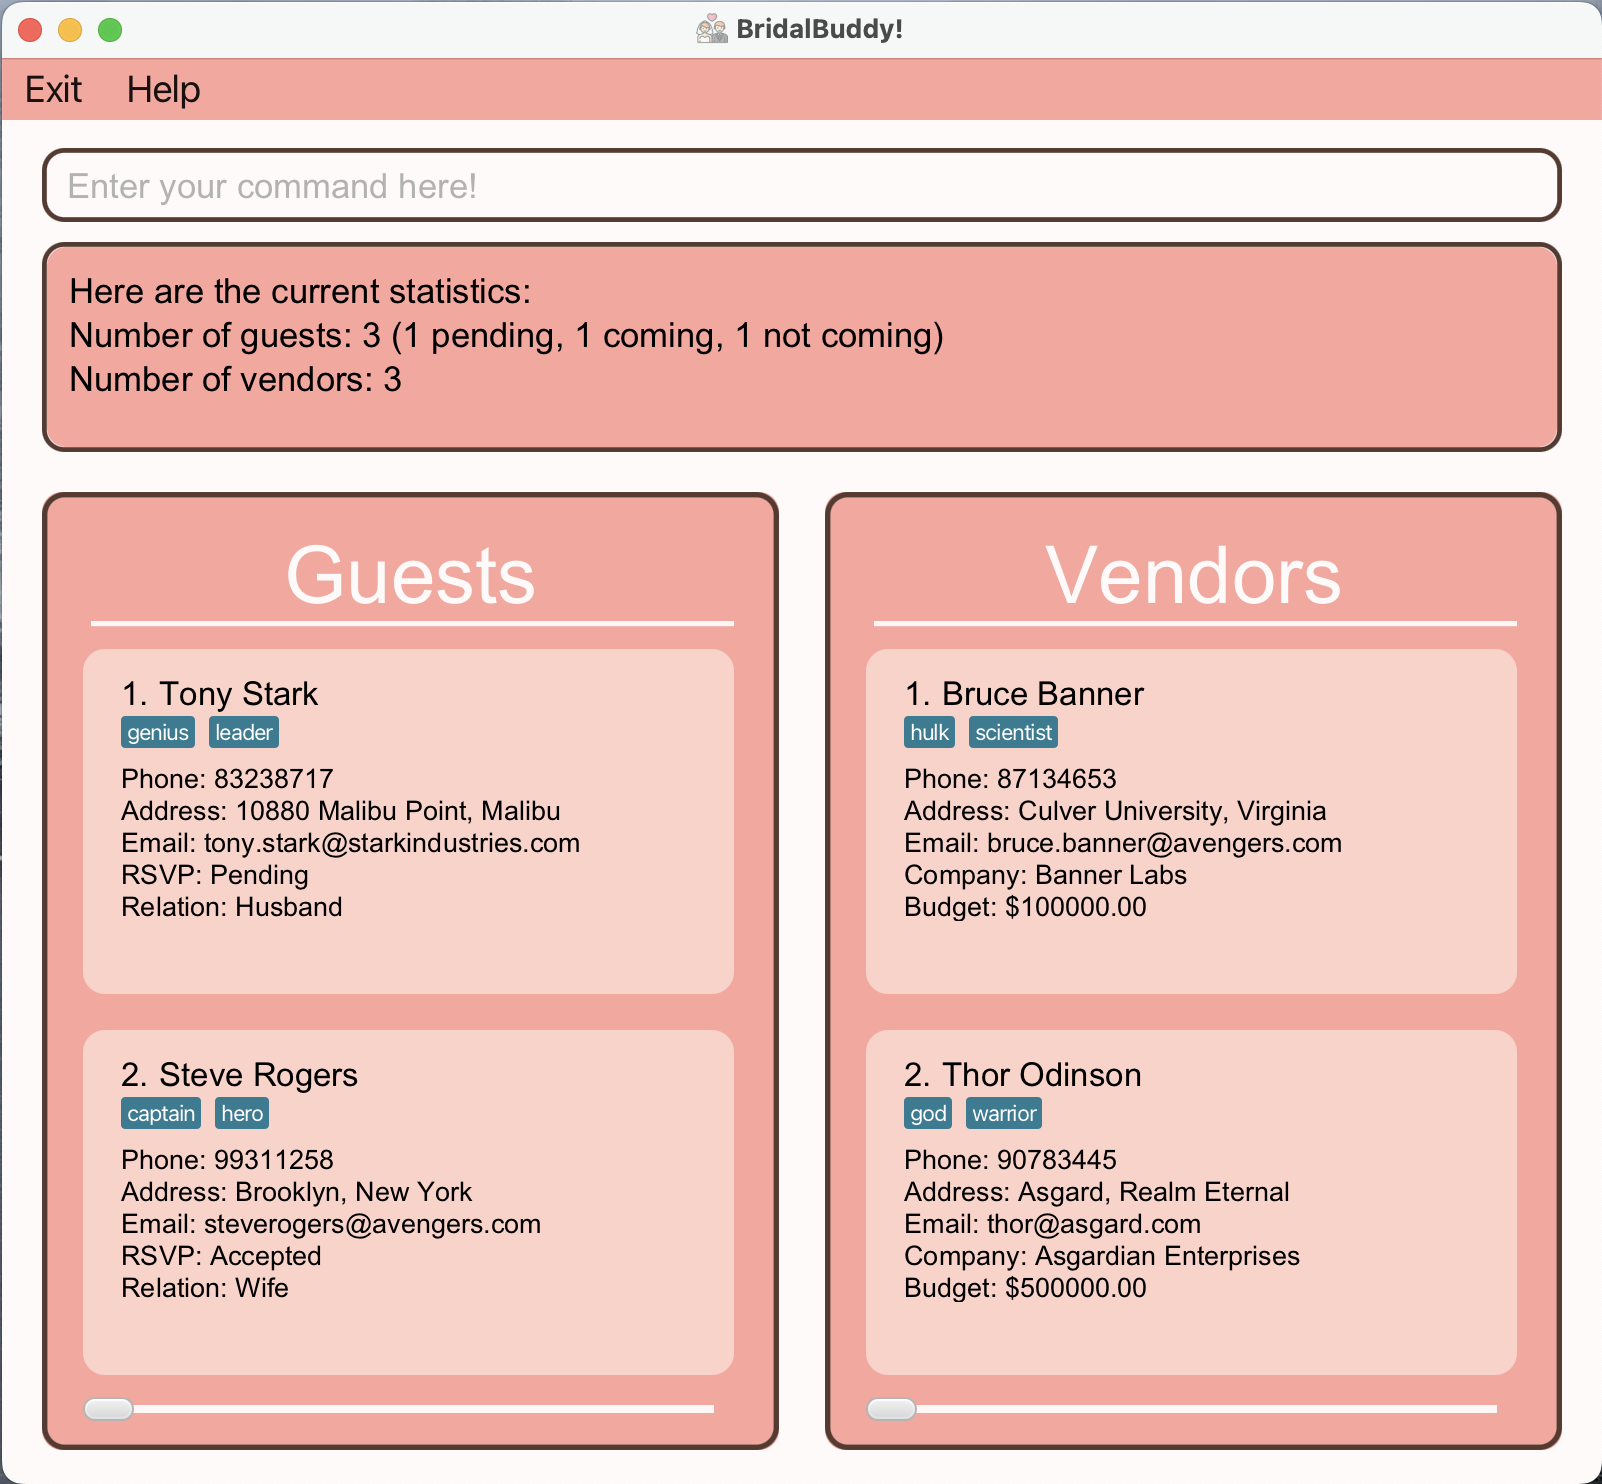 BridalBuddy!
Exit Help
Enter your command here!
Here are the current statistics:
Number of guests: 3 (1 pending, 1 coming, 1 not coming)
Number of vendors: 3
Guests
1. Tony Stark
genius leader
Phone: 83238717
Address: 10880 Malibu Point, Malibu
Email: tony.stark@starkindustries.com
RSVP: Pending
Relation: Husband
2. Steve Rogers
captain hero
Phone: 99311258
Address: Brooklyn, New York
Email: steverogers@avengers.com
RSVP: Accepted
Relation: Wife
Vendors
1. Bruce Banner
hulk scientist
Phone: 87134653
Address: Culver University, Virginia
Email: bruce.banner@avengers.com
Company: Banner Labs
Budget: $100000.00
2. Thor Odinson
god warrior
Phone: 90783445
Address: Asgard, Realm Eternal
Email: thor@asgard.com
Company: Asgardian Enterprises
Budget: $500000.00